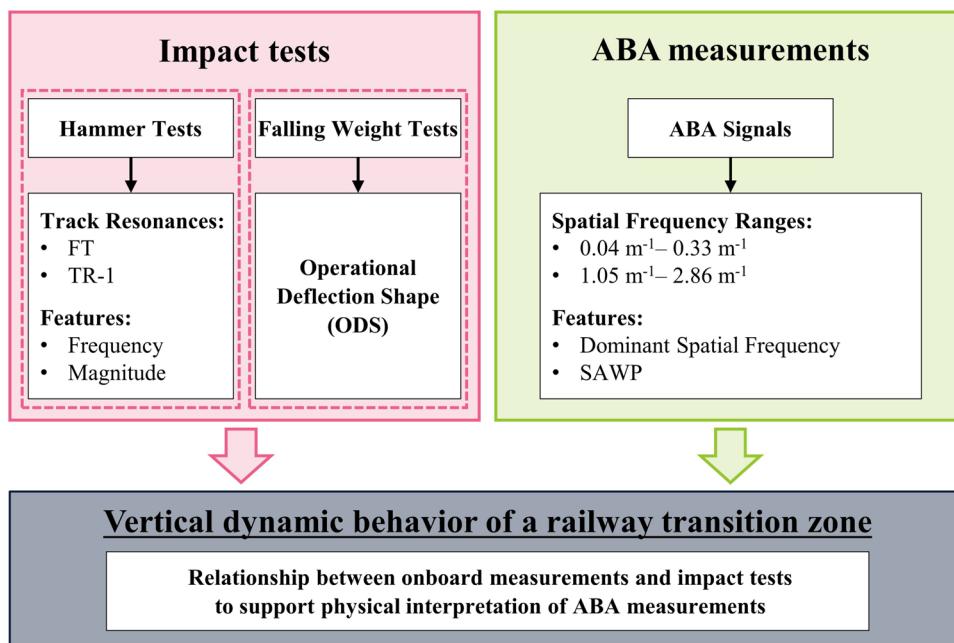 Impact tests
Hammer Tests
Track Resonances:
• FT
• TR-1
Features:
• Frequency
• Magnitude
Falling Weight Tests
Operational
Deflection Shape
(ODS)
ABA measurements
ABA Signals
Spatial Frequency Ranges:
• 0.04 m⁻¹– 0.33 m⁻¹
• 1.05 m⁻¹– 2.86 m⁻¹
Features:
• Dominant Spatial Frequency
• SAWP
Vertical dynamic behavior of a railway transition zone
Relationship between onboard measurements and impact tests
to support physical interpretation of ABA measurements